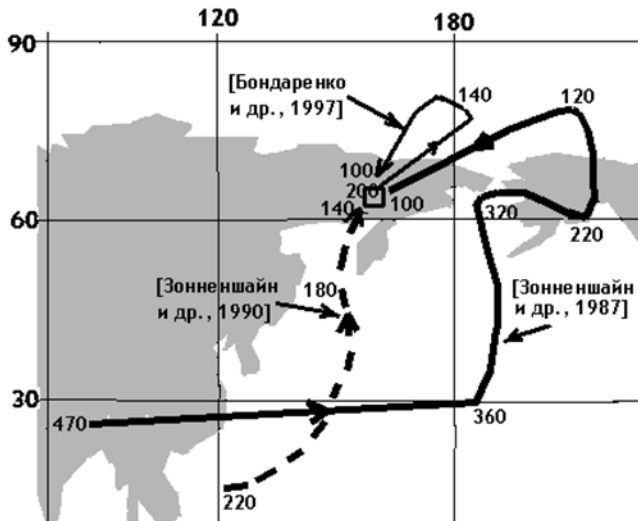 120
180
90
[Бондаренко
и др., 1997]
140
120
100
200
140
100
60
320
220
[Зонненшайн
и др., 1990]
180
[Зонненшайн
и др., 1987]
30
470
360
220